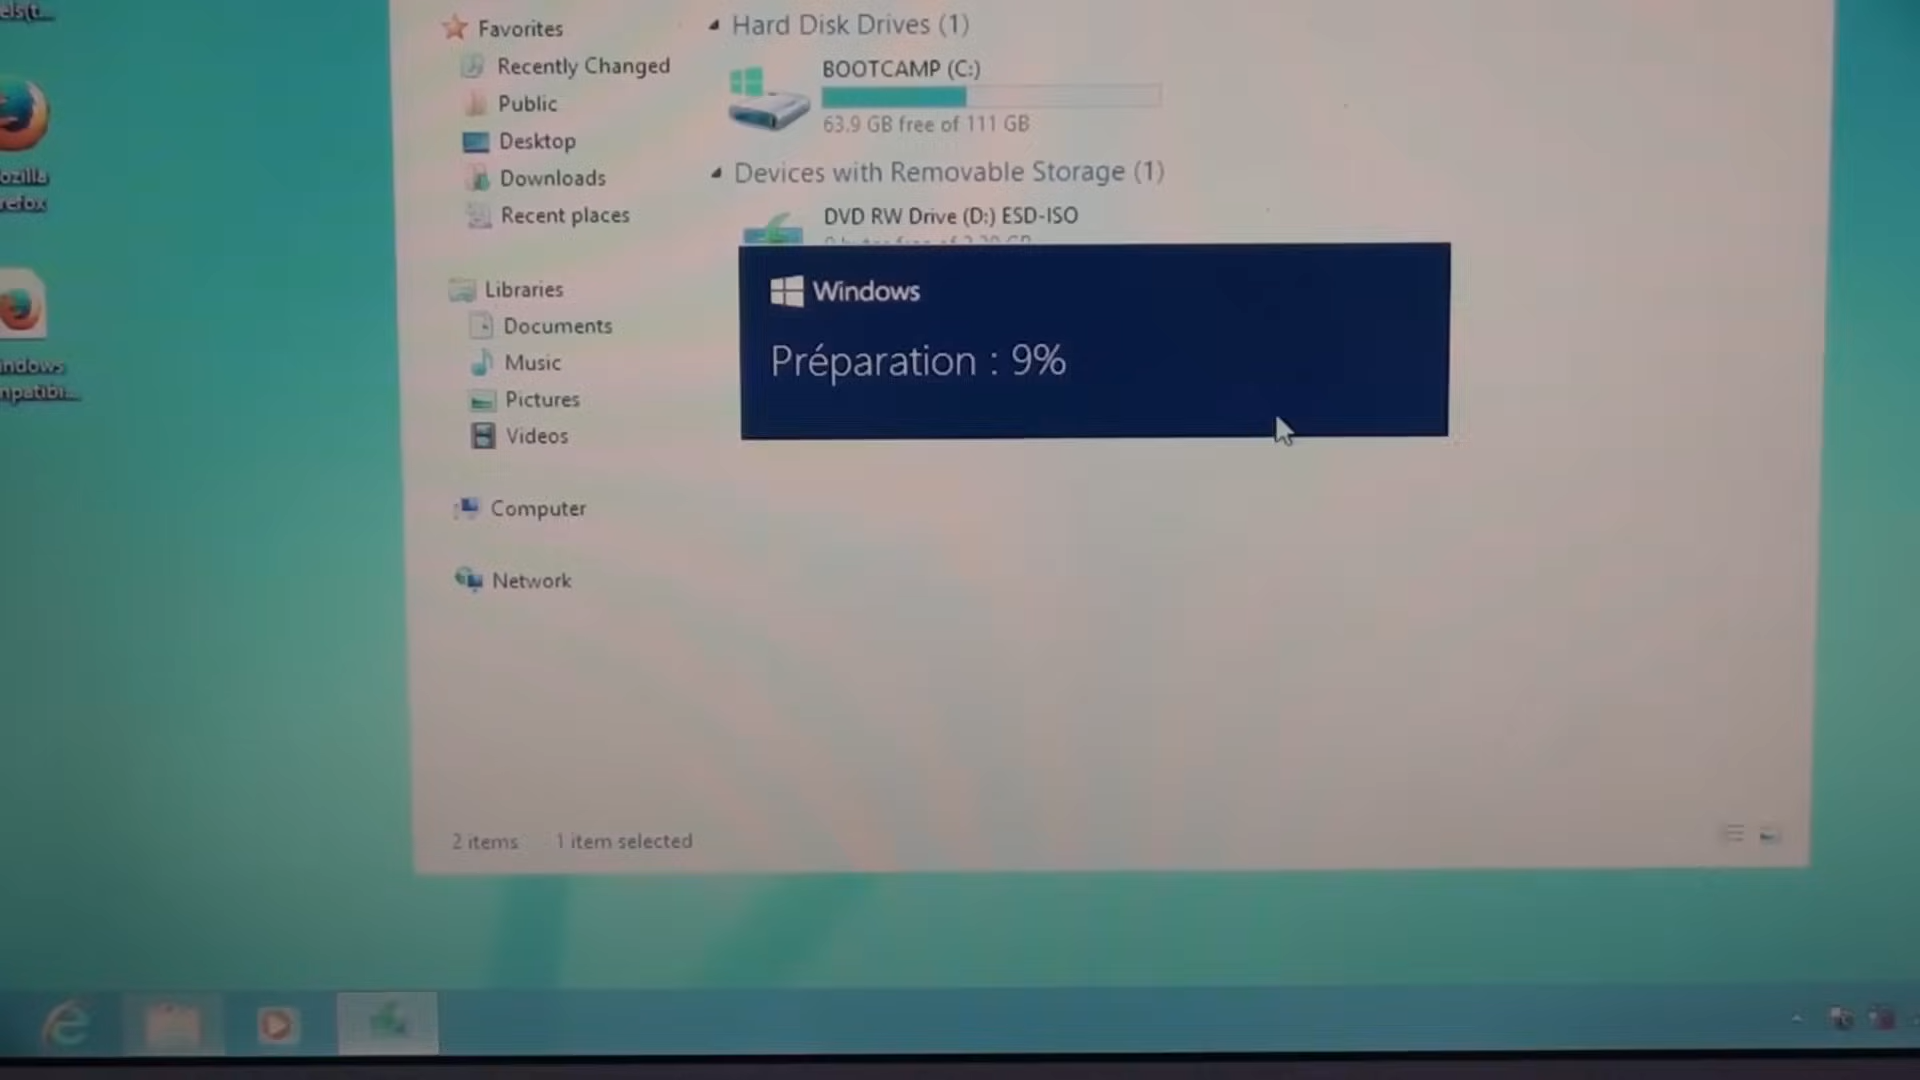 Favorites
Recently Changed
Public
Desktop
Downloads
Recent places
Libraries
Documents
Music
Pictures
Videos
Computer
Network
Hard Disk Drives (1)
BOOTCAMP (C:)
63.9 GB free of 111 GB
Devices with Removable Storage (1)
DVD RW Drive (D:) ESD-ISO
Windows
Préparation : 9%
2 items 1 item selected